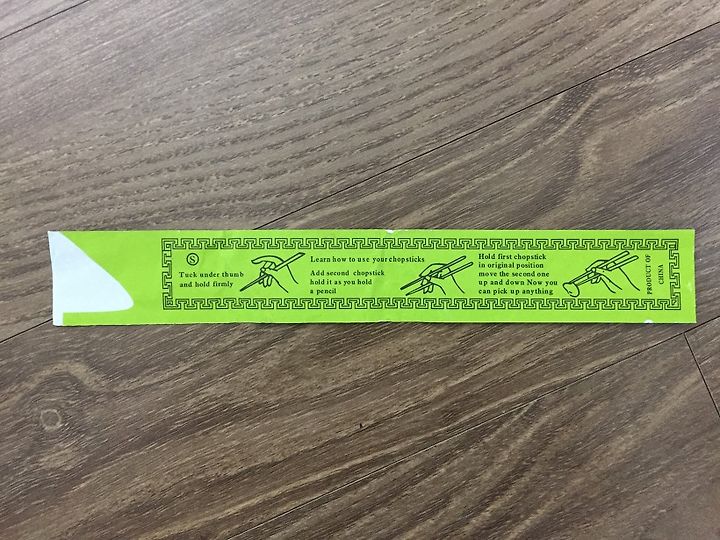 S
Tuck under thumb
and hold firmly
Learn how to use your chopsticks
Add second chopstick
hold it as you hold
a pencil
Hold first chopstick
in original position
move the second one
up and down Now you
can pick up anything
PRODUCT OF
CHINA